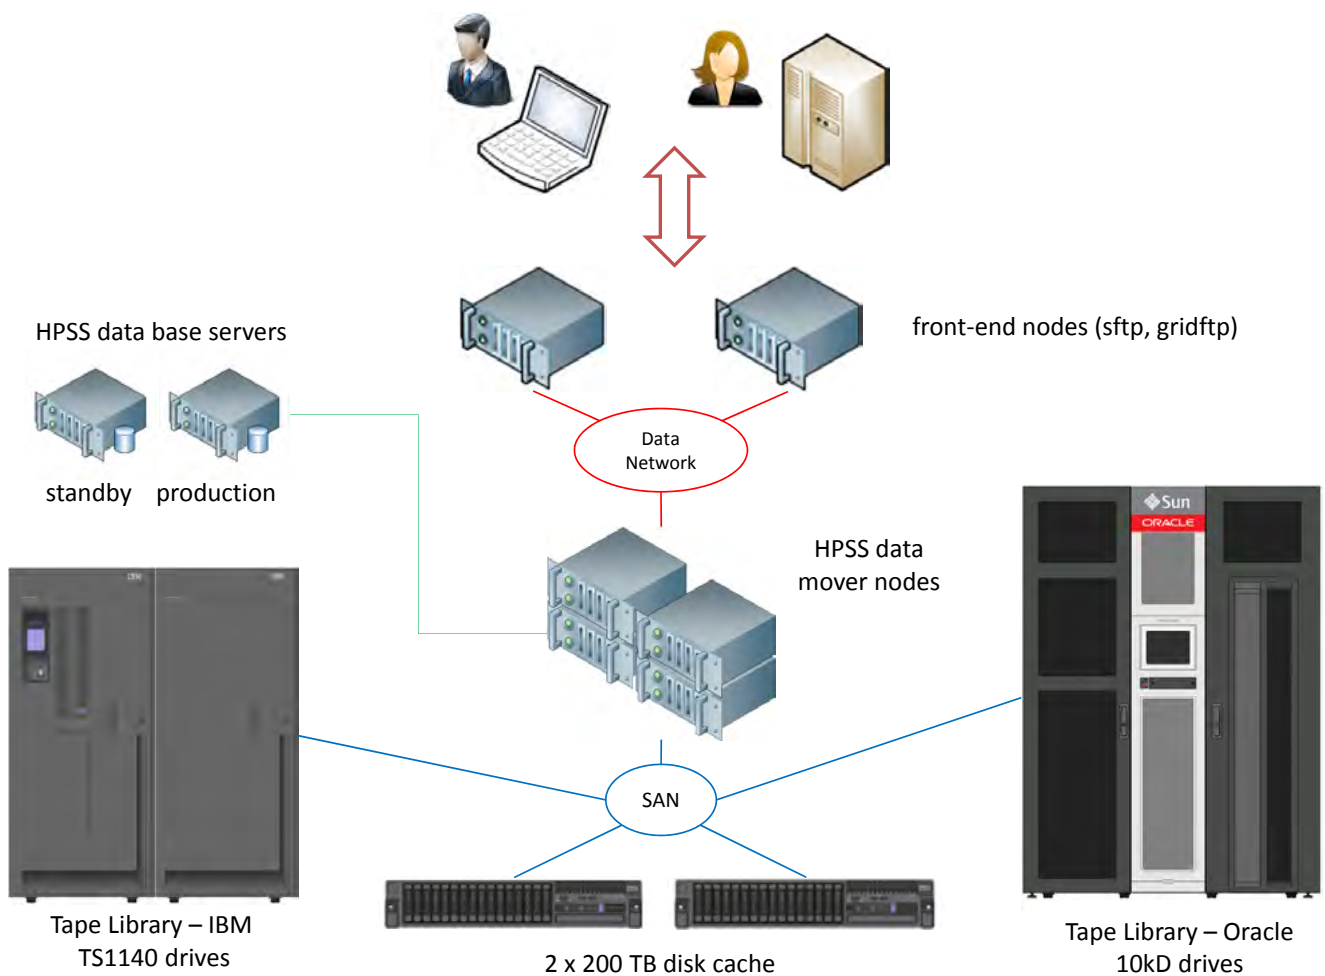 front-end nodes (sftp, gridftp)
HPSS data base servers
standby production
Data
Network
HPSS data
mover nodes
Sun
ORACLE
SAN
Tape Library – IBM
TS1140 drives
2 x 200 TB disk cache
Tape Library – Oracle
10kD drives